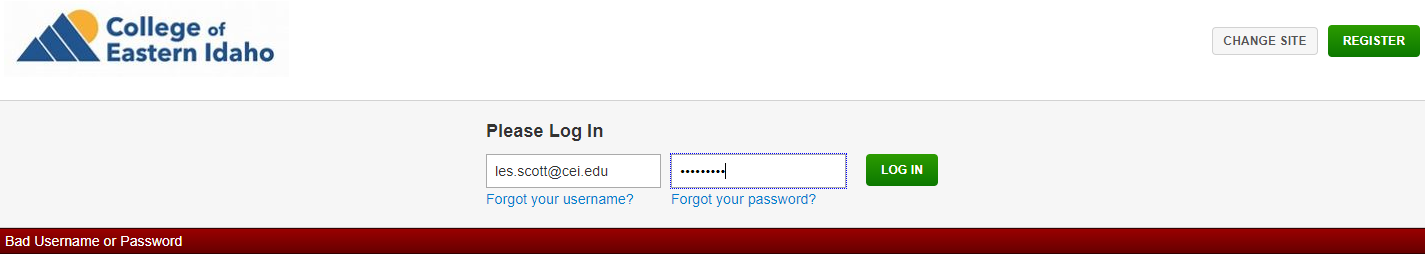 College of
Eastern Idaho
CHANGE SITE
REGISTER
Please Log In
les.scott@cei.edu
•••••••••
LOG IN
Forgot your username?
Forgot your password?
Bad Username or Password